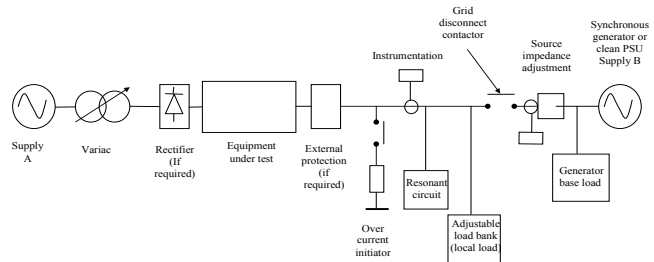 Grid
disconnect
contactor
Synchronous
generator or
clean PSU
Supply B
Source
impedance
adjustment
Instrumentation
Supply
A
Variac
Rectifier
(If
required)
Equipment
under test
External
protection
(if
required)
Resonant
circuit
Generator
base load
Over
current
initiator
Adjustable
load bank
(local load)